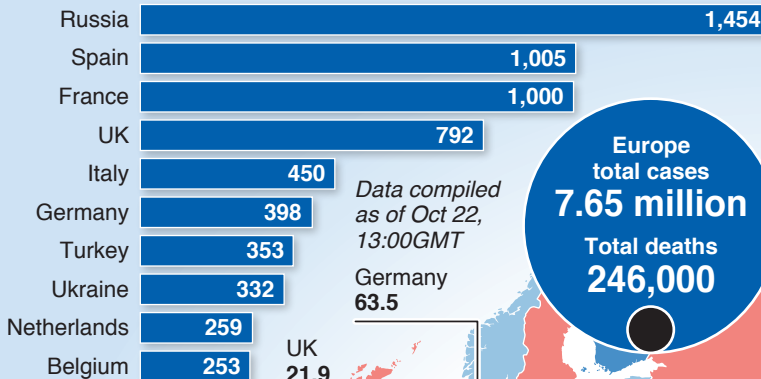 Russia 1,454
Spain 1,005
France 1,000
UK 792
Italy 450
Germany 398
Turkey 353
Ukraine 332
Netherlands 259
Belgium 253
Data compiled
as of Oct 22,
13:00GMT
Germany
63.5
UK
21.9
Europe
total cases
7.65 million
Total deaths
246,000